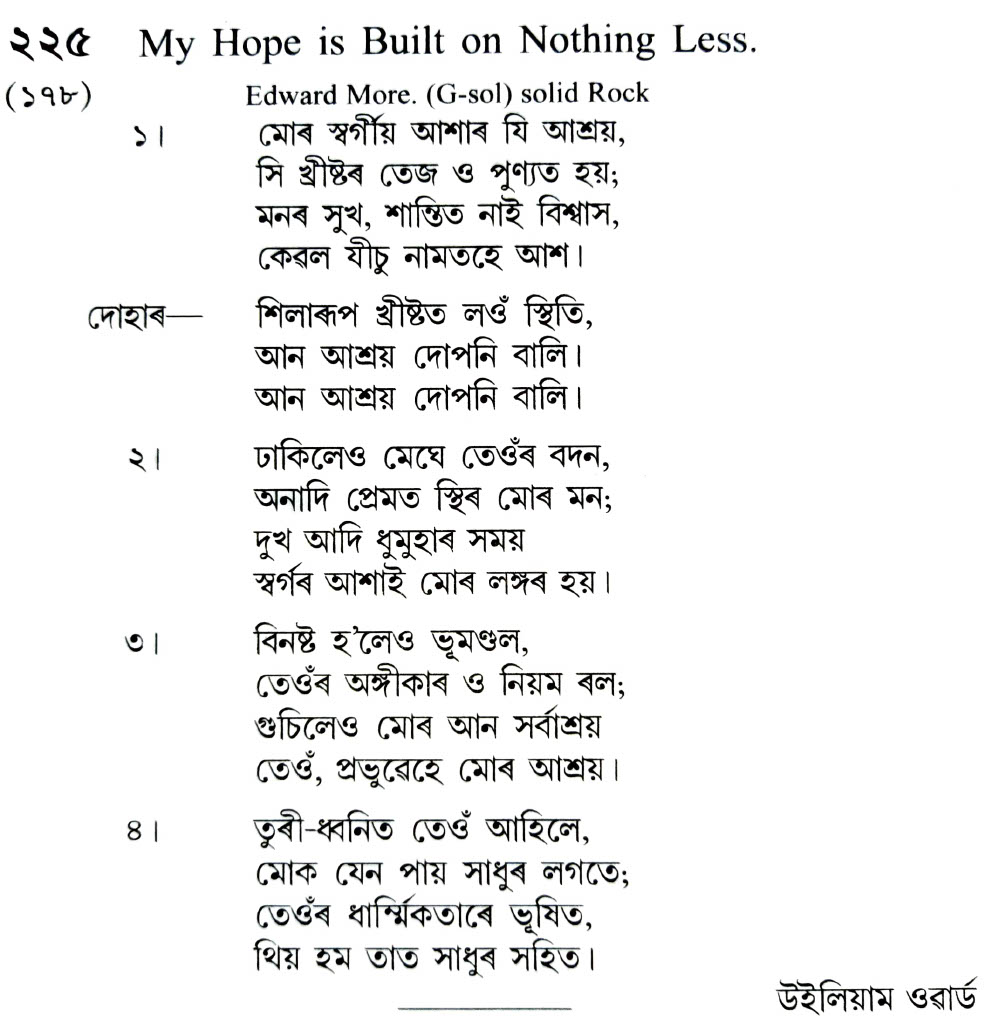 ২২৫ My Hope is Built on Nothing Less.
(১৭৮) Edward More. (G-sol) solid Rock
১। মোৰ স্বৰ্গীয় আশাৰ যি আশ্ৰয়,
সি খ্ৰীষ্টৰ তেজ ও পুণ্যত হয়;
মনৰ সুখ, শান্তিত নাই বিশ্বাস,
কেৱল যীচু নামতহে আশ।
দোহাৰ— শিলাৰূপ খ্ৰীষ্টত লওঁ স্থিতি,
আন আশ্ৰয় দোপনি বালি।
আন আশ্ৰয় দোপনি বালি।
২। ঢাকিলেও মেঘে তেওঁৰ বদন,
অনাদি প্ৰেমত স্থিৰ মোৰ মন;
দুখ আদি ধুমুহাৰ সময়
স্বৰ্গৰ আশাই মোৰ লঙ্গৰ হয়।
৩। বিনষ্ট হ’লেও ভূমণ্ডল,
তেওঁৰ অঙ্গীকাৰ ও নিয়ম ৰল;
গুচিলেও মোৰ আন সৰ্বাশ্ৰয়
তেওঁ, প্ৰভুৱেহে মোৰ আশ্ৰয়।
৪। তুৰী-ধ্বনিত তেওঁ আহিলে,
মোক যেন পায় সাধুৰ লগতে;
তেওঁৰ ধাৰ্ম্মিকতাৰে ভূষিত,
থিয় হম তাত সাধুৰ সহিত।
উইলিয়াম ওৱাৰ্ড